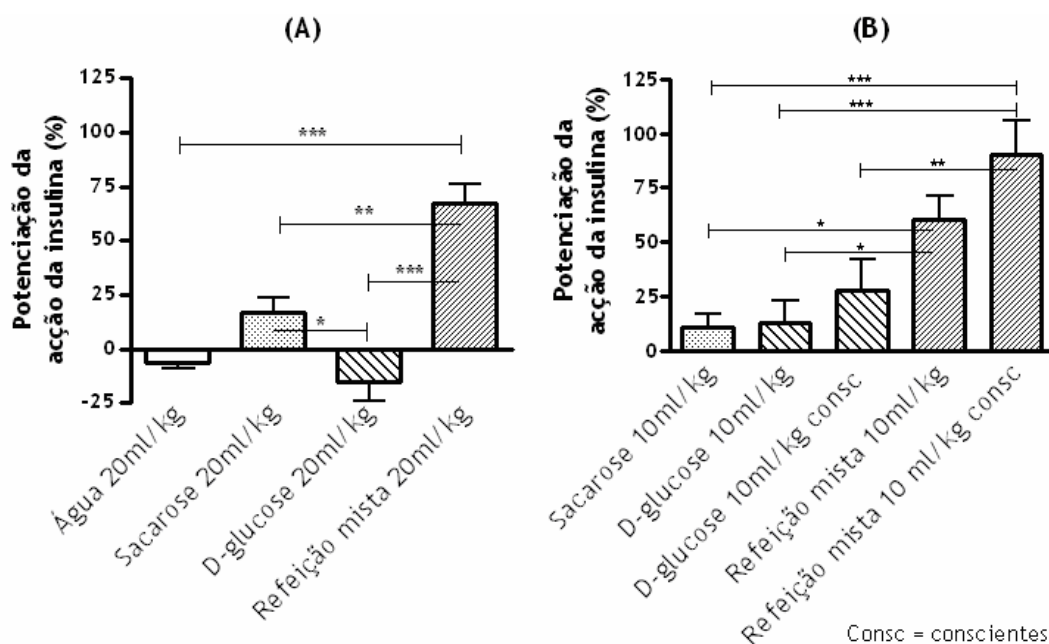 (A)
Potenciação da
acção da insulina (%)
125
100
75
50
25
0
-25
***
**
***
*
Água 20ml/kg
Sacarose 20ml/kg
D-glucose 20ml/kg
Refeição mista 20ml/kg
(B)
Potenciação da
acção da insulina (%)
125
100
75
50
25
0
***
***
**
*
*
Sacarose 10ml/kg
D-glucose 10ml/kg
D-glucose 10ml/kg consc
Refeição mista 10ml/kg
Refeição mista 10 ml/kg consc
Consc = conscientes